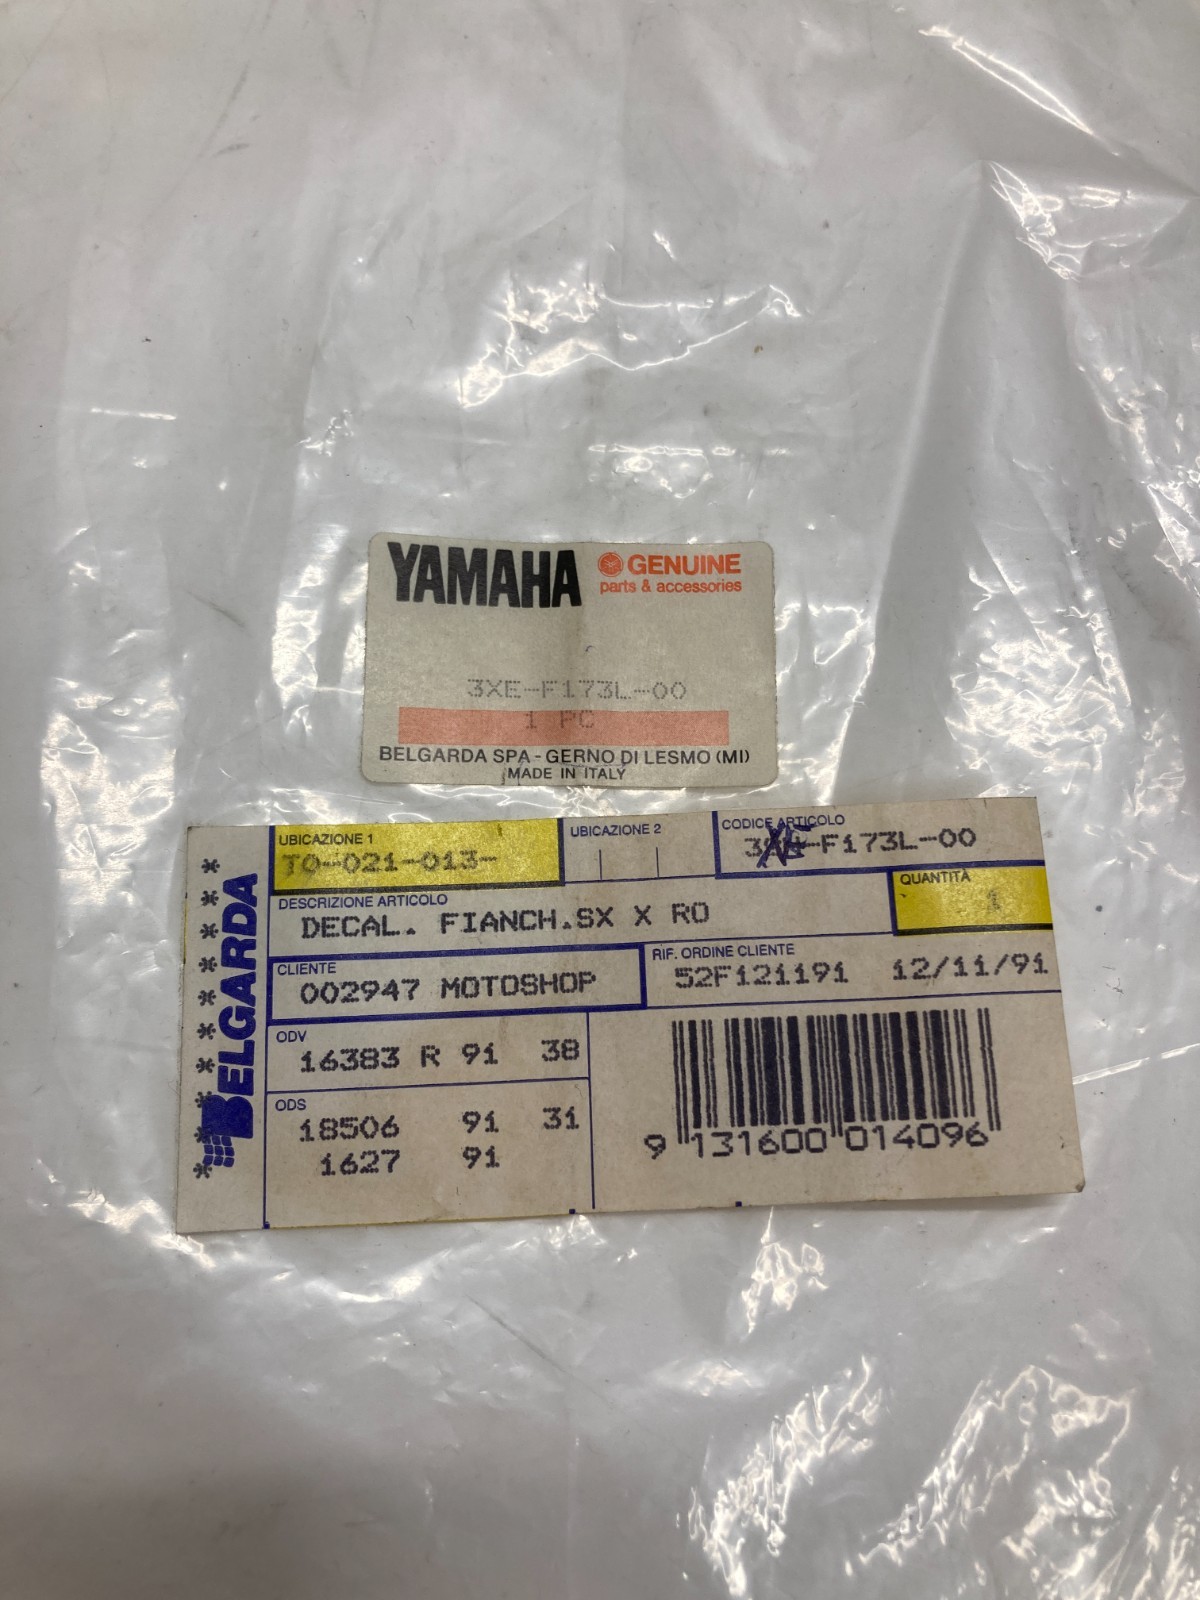 YAMAHA GENUINE
parts & accessories
3XE-F173L-00
1 PC
BELGARDA SPA - GERNO DI LESMO (MI)
MADE IN ITALY
BELGARDA
UBICAZIONE 1
TO-021-013-
UBICAZIONE 2
CODICE ARTICOLO
3XE-F173L-00
DESCRIZIONE ARTICOLO
DECAL. FIANCH.SX X RO
QUANTITÀ
1
CLIENTE
002947 MOTOSHOP
RIF. ORDINE CLIENTE
52F121191 12/11/91
ODV
16383 R 91 38
ODS
18506 91 31
1627 91
9 131600 014096